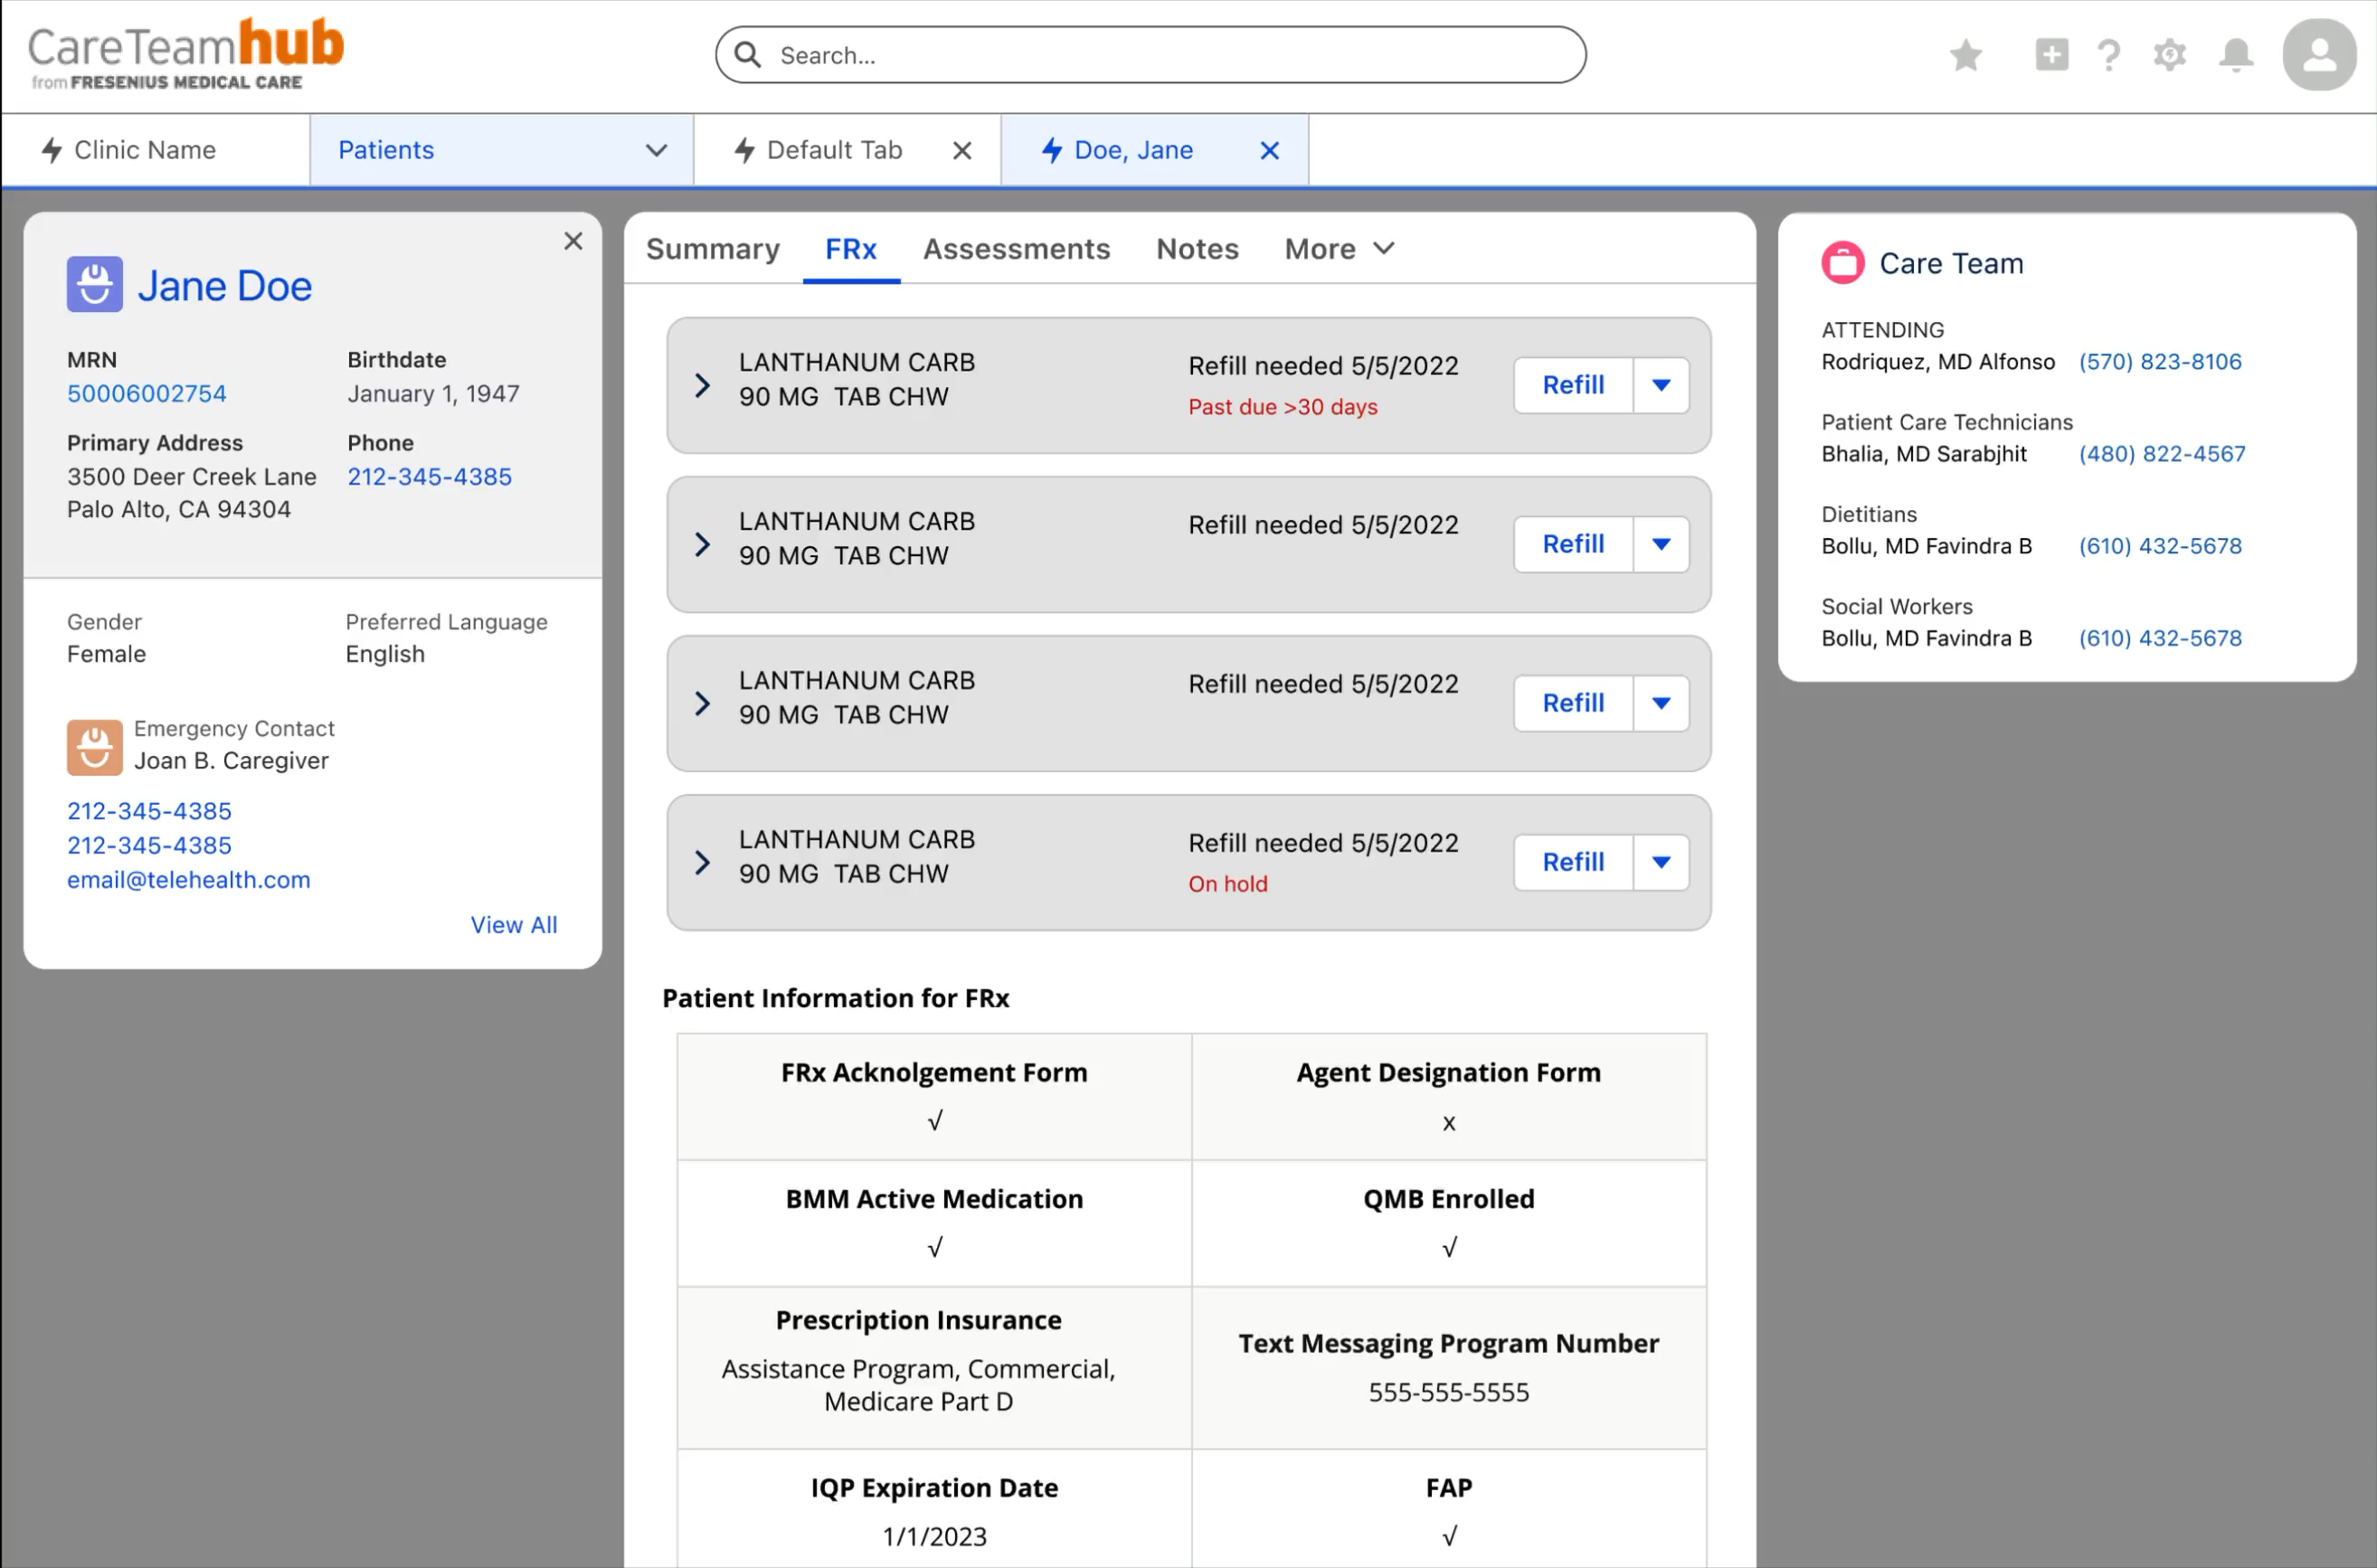 CareTeamhub
from FRESENIUS MEDICAL CARE
Search...
Clinic Name
Patients
Default Tab
Doe, Jane
Jane Doe
MRN
50006002754
Birthdate
January 1, 1947
Primary Address
3500 Deer Creek Lane
Palo Alto, CA 94304
Phone
212-345-4385
Gender
Female
Preferred Language
English
Emergency Contact
Joan B. Caregiver
212-345-4385
212-345-4385
email@telehealth.com
View All
Summary
FRx
Assessments
Notes
More
LANTHANUM CARB
90 MG  TAB CHW
Refill needed 5/5/2022
Past due >30 days
Refill
LANTHANUM CARB
90 MG  TAB CHW
Refill needed 5/5/2022
Refill
LANTHANUM CARB
90 MG  TAB CHW
Refill needed 5/5/2022
Refill
LANTHANUM CARB
90 MG  TAB CHW
Refill needed 5/5/2022
On hold
Refill
Patient Information for FRx
FRx Acknolgement Form
√
Agent Designation Form
x
BMM Active Medication
√
QMB Enrolled
√
Prescription Insurance
Assistance Program, Commercial,
Medicare Part D
Text Messaging Program Number
555-555-5555
IQP Expiration Date
1/1/2023
FAP
√
Care Team
ATTENDING
Rodriquez, MD Alfonso (570) 823-8106
Patient Care Technicians
Bhalia, MD Sarabjhit (480) 822-4567
Dietitians
Bollu, MD Favindra B (610) 432-5678
Social Workers
Bollu, MD Favindra B (610) 432-5678